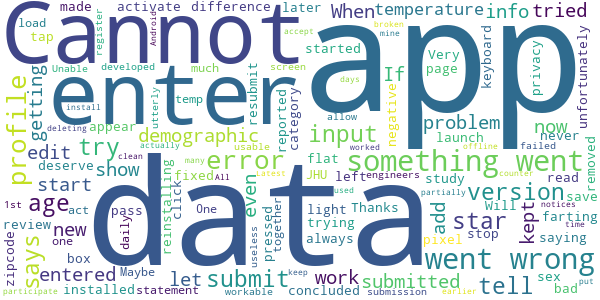 made activate difference later When temperature info tried
load tap Android accept broken mine
Cannot app
register Unable developed much started Very page keyboard privacy unfortunately
getting install enter temp resubmit reported category If negative screen days allow
profile utterly deleting appear demographic usable input problem launch now never
edit deserve try show error actually many fixed clean worked offline failed
start reinstalling click even flat All something went
age data JHU left engineers study read save removed
new act pass One pressed together light Thanks used partially version
1st review one daily useless trying always add star kept Will farting notices
zipcode says box Maybe keep stop counter time saying
entered let submit work pixel went wrong
installed statement workable concluded submitted submission earlier tell sex bad put
participate